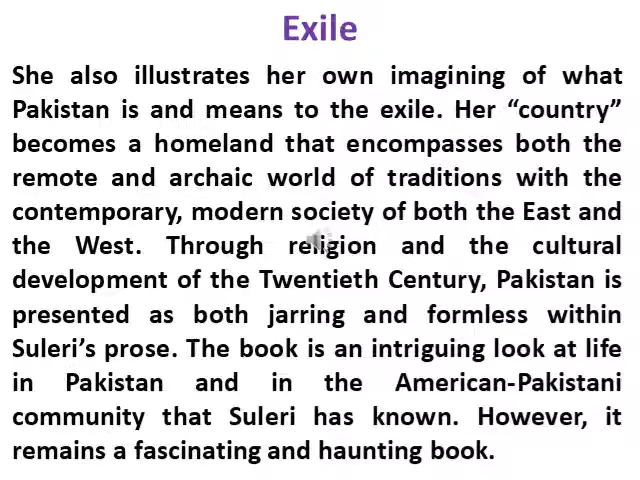 Exile
She also illustrates her own imagining of what
Pakistan is and means to the exile. Her “country”
becomes a homeland that encompasses both the
remote and archaic world of traditions with the
contemporary, modern society of both the East and
the West. Through religion and the cultural
development of the Twentieth Century, Pakistan is
presented as both jarring and formless within
Suleri’s prose. The book is an intriguing look at life
in Pakistan and in the American-Pakistani
community that Suleri has known. However, it
remains a fascinating and haunting book.